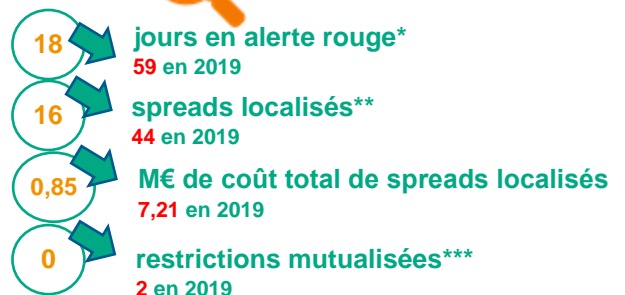 18 jours en alerte rouge*
59 en 2019
16 spreads localisés**
44 en 2019
0,85 M€ de coût total de spreads localisés
7,21 en 2019
0 restrictions mutualisées***
2 en 2019